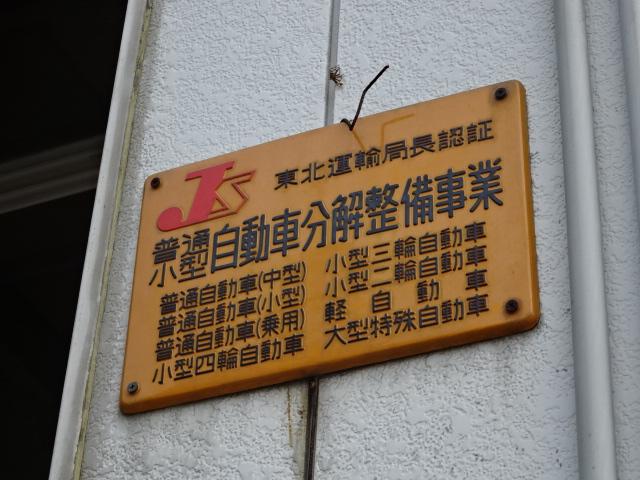 JS 東北運輸局長認証
普通
小型 自動車分解整備事業
普通自動車(中型) 小型三輪自動車
普通自動車(小型) 小型二輪自動車
普通自動車(乗用) 軽自動車
小型四輪自動車 大型特殊自動車